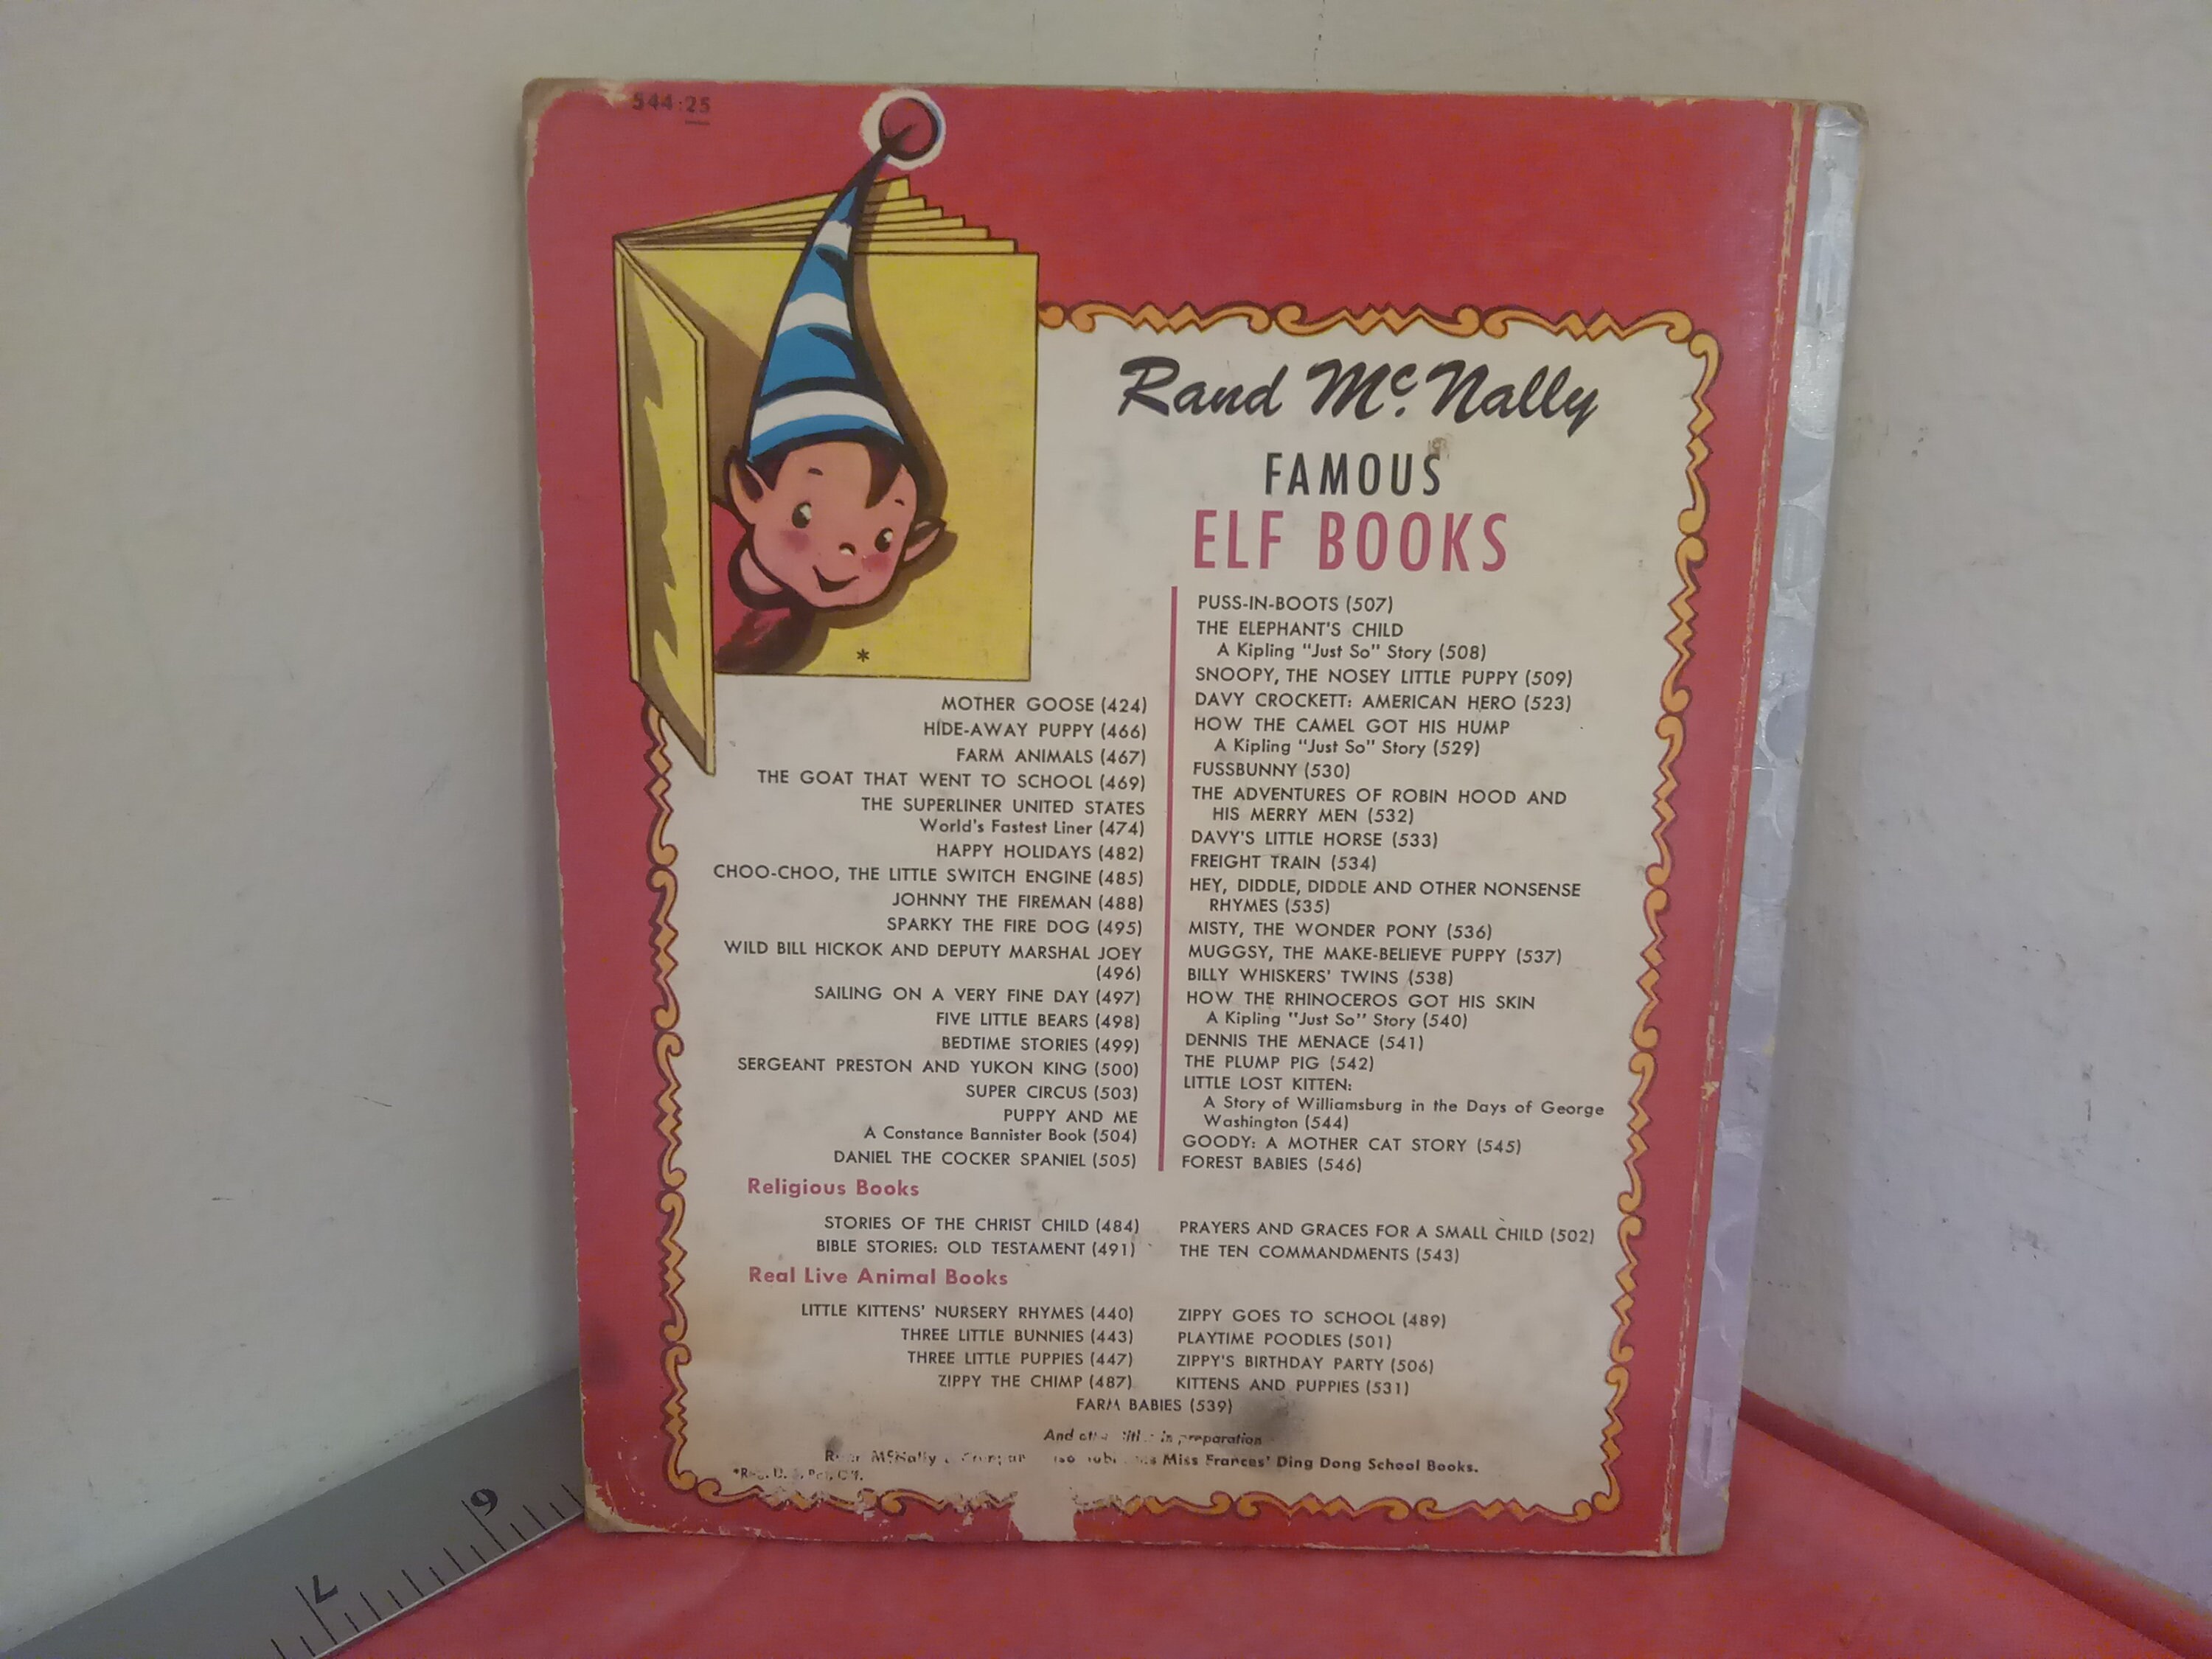 544:25
Rand McNally
FAMOUS
ELF BOOKS
*
MOTHER GOOSE (424)
HIDE-AWAY PUPPY (466)
FARM ANIMALS (467)
THE GOAT THAT WENT TO SCHOOL (469)
THE SUPERLINER UNITED STATES
World's Fastest Liner (474)
HAPPY HOLIDAYS (482)
CHOO-CHOO, THE LITTLE SWITCH ENGINE (485)
JOHNNY THE FIREMAN (488)
SPARKY THE FIRE DOG (495)
WILD BILL HICKOK AND DEPUTY MARSHAL JOEY
(496)
SAILING ON A VERY FINE DAY (497)
FIVE LITTLE BEARS (498)
BEDTIME STORIES (499)
SERGEANT PRESTON AND YUKON KING (500)
SUPER CIRCUS (503)
PUPPY AND ME
A Constance Bannister Book (504)
DANIEL THE COCKER SPANIEL (505)
PUSS-IN-BOOTS (507)
THE ELEPHANT'S CHILD
A Kipling "Just So" Story (508)
SNOOPY, THE NOSEY LITTLE PUPPY (509)
DAVY CROCKETT: AMERICAN HERO (523)
HOW THE CAMEL GOT HIS HUMP
A Kipling "Just So" Story (529)
FUSSBUNNY (530)
THE ADVENTURES OF ROBIN HOOD AND
HIS MERRY MEN (532)
DAVY'S LITTLE HORSE (533)
FREIGHT TRAIN (534)
HEY, DIDDLE, DIDDLE AND OTHER NONSENSE
RHYMES (535)
MISTY, THE WONDER PONY (536)
MUGGSY, THE MAKE-BELIEVE PUPPY (537)
BILLY WHISKERS' TWINS (538)
HOW THE RHINOCEROS GOT HIS SKIN
A Kipling "Just So" Story (540)
DENNIS THE MENACE (541)
THE PLUMP PIG (542)
LITTLE LOST KITTEN:
A Story of Williamsburg in the Days of George
Washington (544)
GOODY: A MOTHER CAT STORY (545)
FOREST BABIES (546)
Religious Books
STORIES OF THE CHRIST CHILD (484)
BIBLE STORIES: OLD TESTAMENT (491)
PRAYERS AND GRACES FOR A SMALL CHILD (502)
THE TEN COMMANDMENTS (543)
Real Live Animal Books
LITTLE KITTENS' NURSERY RHYMES (440)
THREE LITTLE BUNNIES (443)
THREE LITTLE PUPPIES (447)
ZIPPY THE CHIMP (487)
ZIPPY GOES TO SCHOOL (489)
PLAYTIME POODLES (501)
ZIPPY'S BIRTHDAY PARTY (506)
KITTENS AND PUPPIES (531)
FARM BABIES (539)
And in preparation
McNally Miss Frances' Ding Dong School Books.
6
7